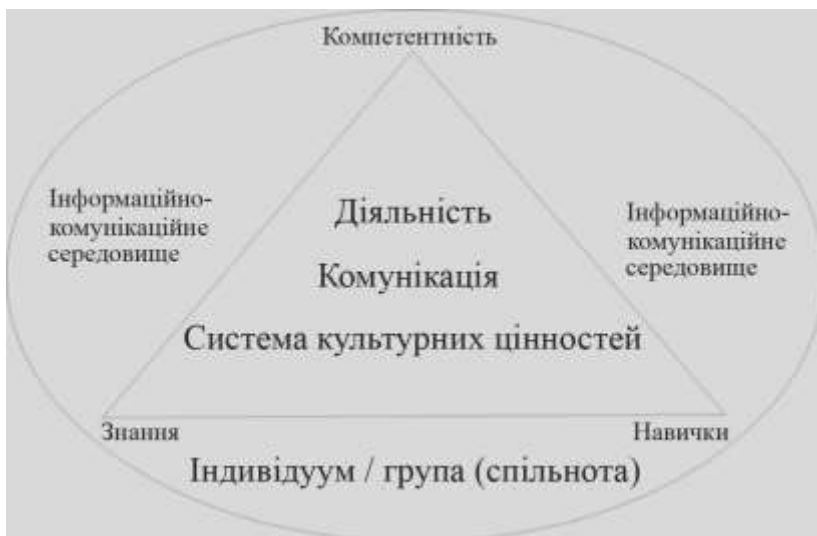 Компетентність
Інформаційно-
комунікаційне
середовище
Інформаційно-
комунікаційне
середовище
Діяльність
Комунікація
Система культурних цінностей
Знання
Навички
Індивідуум / група (спільнота)